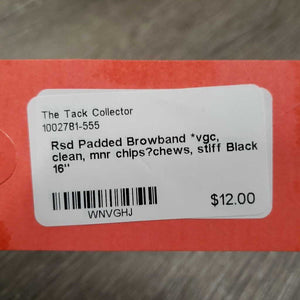 The Tack Collector
1002781-555
Rsd Padded Browband *vgc,
clean, mnr chips?chews, stiff Black
16"
$12.00
WNVGHJ